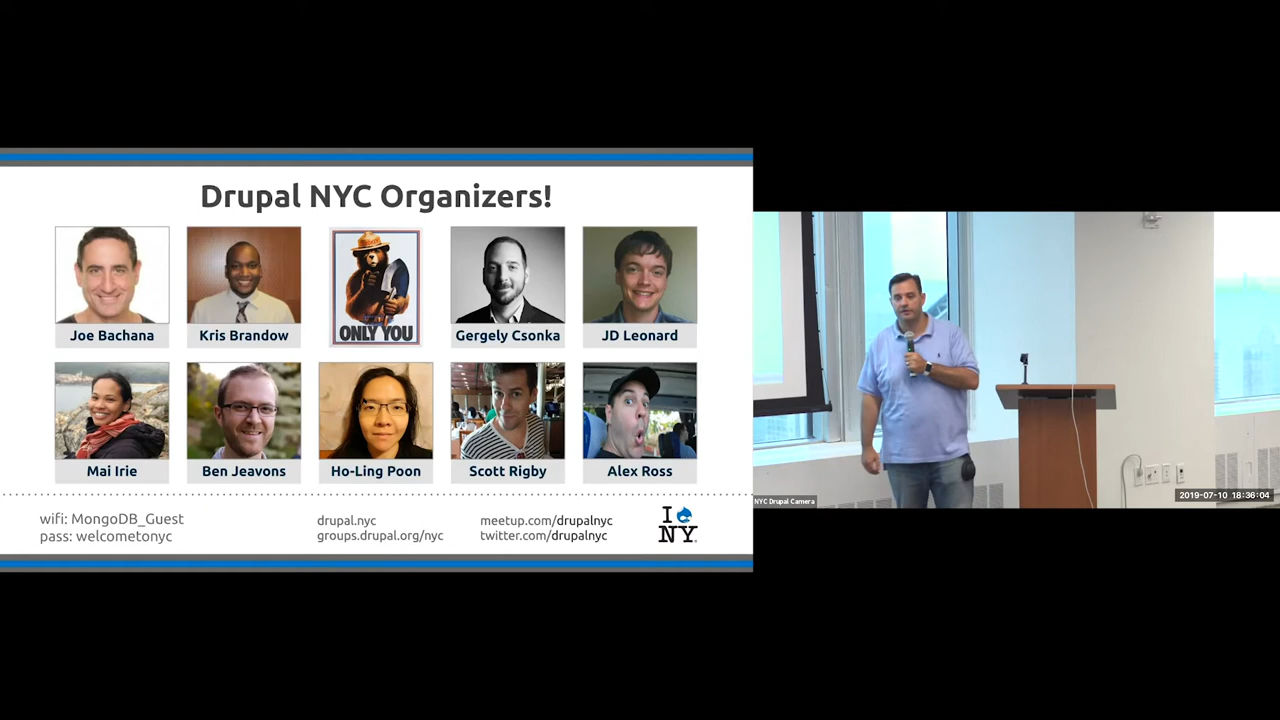 Drupal NYC Organizers!
ONLY YOU
Joe Bachana
Kris Brandow
Gergely Csonka
JD Leonard
Mai Irie
Ben Jeavons
Ho-Ling Poon
Scott Rigby
Alex Ross
wifi: MongoDB_Guest
pass: welcometonyc
drupal.nyc
groups.drupal.org/nyc
meetup.com/drupalnyc
twitter.com/drupalnyc
I
NY
NYC Drupal Camera
2019-07-10 18:36:04